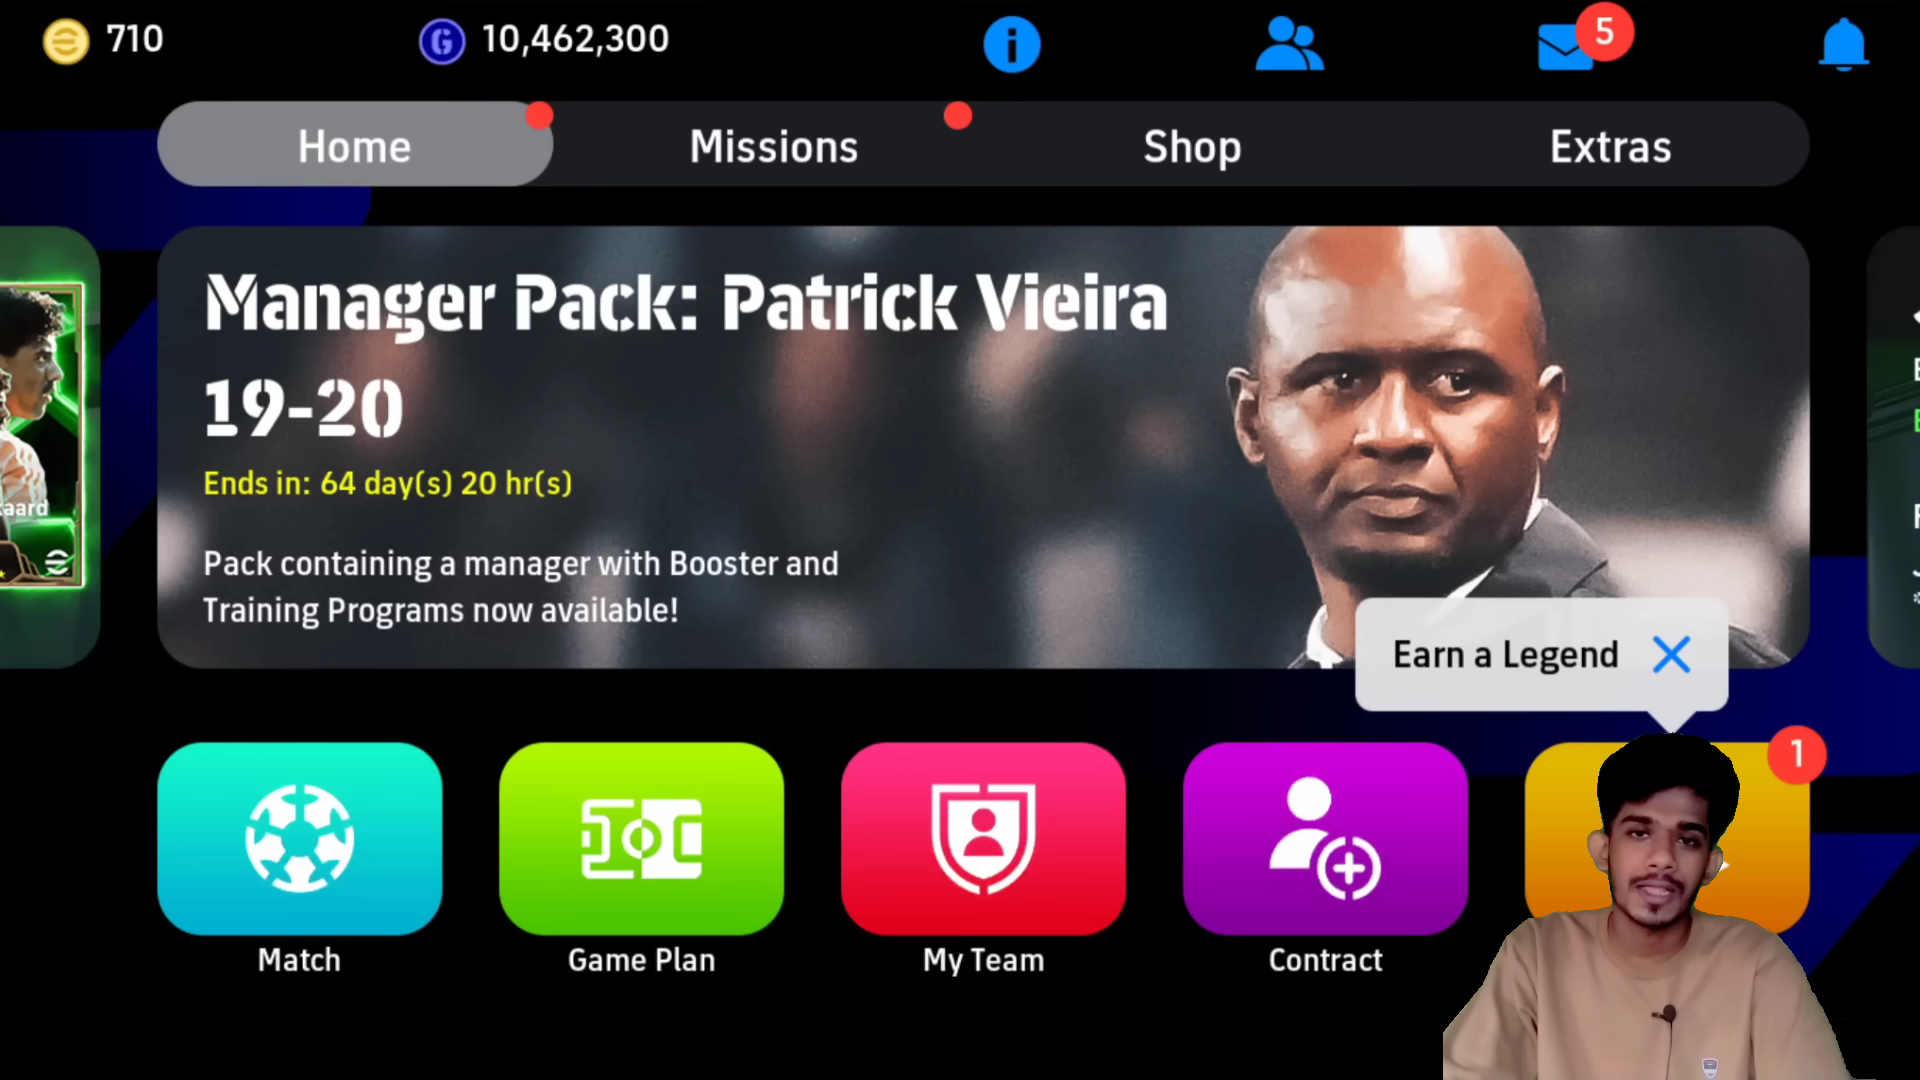 710
10,462,300
5
Home
Missions
Shop
Extras
Manager Pack: Patrick Vieira
19-20
Ends in: 64 day(s) 20 hr(s)
Pack containing a manager with Booster and
Training Programs now available!
Earn a Legend
1
Match
Game Plan
My Team
Contract